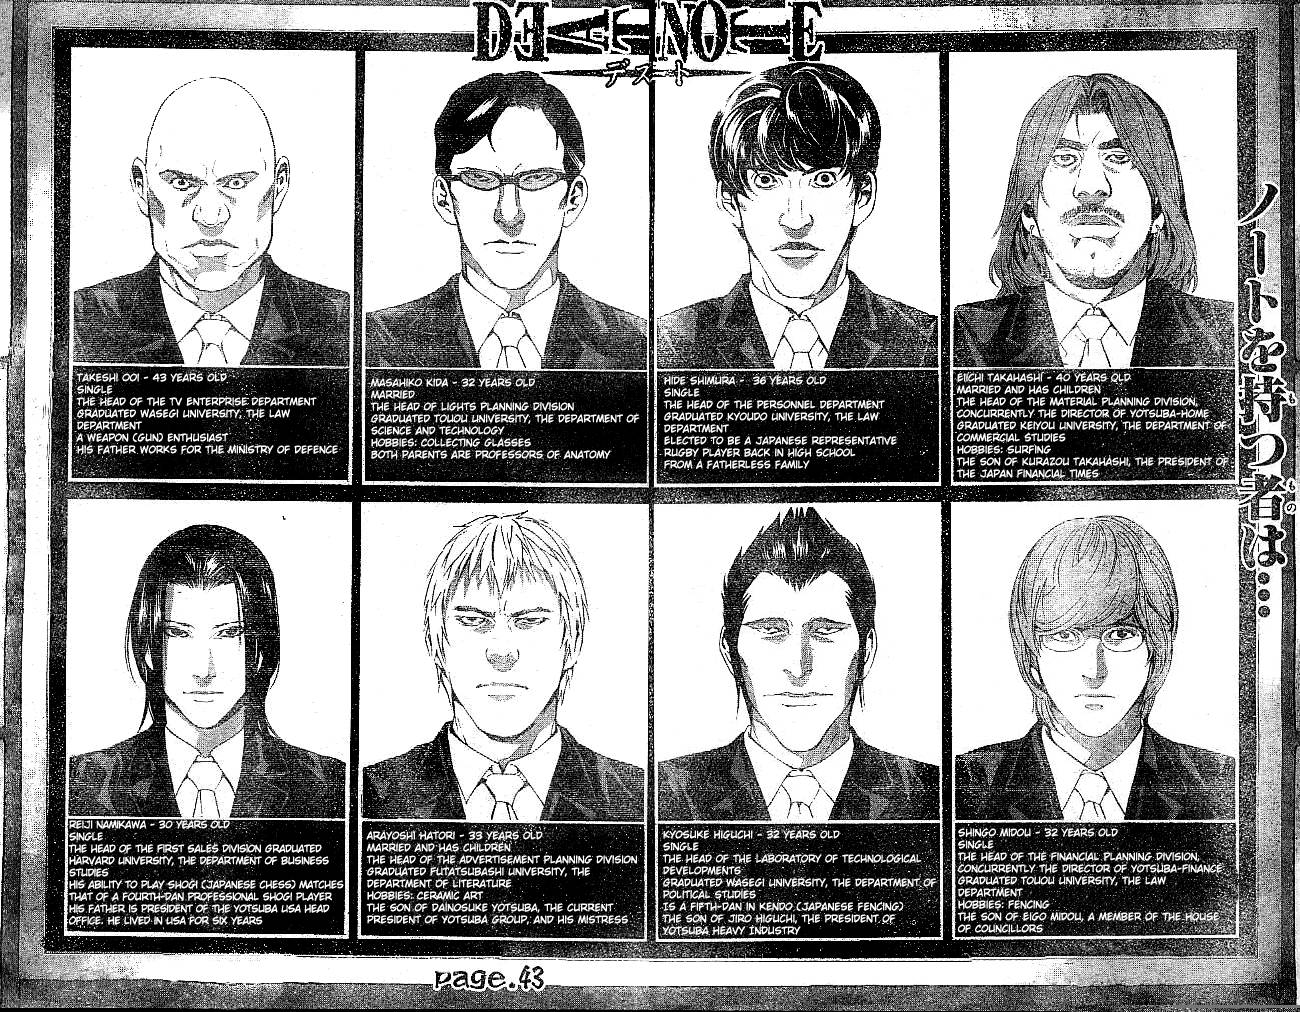 DEATH NOTE
デスノート
TAKESHI OOI - 43 YEARS OLD
SINGLE
THE HEAD OF THE TV ENTERPRISE DEPARTMENT
GRADUATED WASEGI UNIVERSITY, THE LAW
DEPARTMENT
A WEAPON (GUN) ENTHUSIAST
HIS FATHER WORKS FOR THE MINISTRY OF DEFENCE
MASAHIKO KIDA - 32 YEARS OLD
MARRIED
THE HEAD OF LIGHTS PLANNING DIVISION
GRADUATED TOUOU UNIVERSITY, THE DEPARTMENT OF
SCIENCE AND TECHNOLOGY
HOBBIES: COLLECTING GLASSES
BOTH PARENTS ARE PROFESSORS OF ANATOMY
HIDE SHIMURA - 36 YEARS OLD
SINGLE
THE HEAD OF THE PERSONNEL DEPARTMENT
GRADUATED KYOUDO UNIVERSITY, THE LAW
DEPARTMENT
ELECTED TO BE A JAPANESE REPRESENTATIVE
RUGBY PLAYER BACK IN HIGH SCHOOL
FROM A FATHERLESS FAMILY
EIICHI TAKAHASHI - 40 YEARS OLD
MARRIED AND HAS CHILDREN
THE HEAD OF THE MATERIAL PLANNING DIVISION,
CONCURRENTLY THE DIRECTOR OF YOTSUBA-HOME
GRADUATED KEIYOU UNIVERSITY, THE DEPARTMENT OF
COMMERCIAL STUDIES
HOBBIES: SURFING
THE SON OF KURAZOU TAKAHASHI, THE PRESIDENT OF
THE JAPAN FINANCIAL TIMES
ノートを持つ者は…
REIJI NAMIKAWA - 30 YEARS OLD
SINGLE
THE HEAD OF THE FIRST SALES DIVISION GRADUATED
HARVARD UNIVERSITY, THE DEPARTMENT OF BUSINESS
STUDIES
HIS ABILITY TO PLAY SHOGI (JAPANESE CHESS) MATCHES
THAT OF A FOURTH-DAN PROFESSIONAL SHOGI PLAYER
HIS FATHER IS PRESIDENT OF THE YOTSUBA USA HEAD
OFFICE. HE LIVED IN USA FOR SIX YEARS
ARAYOSHI HATORI - 33 YEARS OLD
MARRIED AND HAS CHILDREN
THE HEAD OF THE ADVERTISEMENT PLANNING DIVISION
GRADUATED FUTATSUBASHI UNIVERSITY, THE
DEPARTMENT OF LITERATURE
HOBBIES: CERAMIC ART
THE SON OF DAINOSUKE YOTSUBA, THE CURRENT
PRESIDENT OF YOTSUBA GROUP, AND HIS MISTRESS
KYOSUKE HIGUCHI - 32 YEARS OLD
SINGLE
THE HEAD OF THE LABORATORY OF TECHNOLOGICAL
DEVELOPMENTS
GRADUATED WASEGI UNIVERSITY, THE DEPARTMENT OF
POLITICAL STUDIES
IS A FIFTH-DAN IN KENDO (JAPANESE FENCING)
THE SON OF JIRO HIGUCHI, THE PRESIDENT OF
YOTSUBA HEAVY INDUSTRY
SHINGO MIDOU - 32 YEARS OLD
SINGLE
THE HEAD OF THE FINANCIAL PLANNING DIVISION,
CONCURRENTLY THE DIRECTOR OF YOTSUBA-FINANCE
GRADUATED TOUOU UNIVERSITY, THE LAW
DEPARTMENT
HOBBIES: FENCING
THE SON OF EIGO MIDOU, A MEMBER OF THE HOUSE
OF COUNCILLORS
page.43